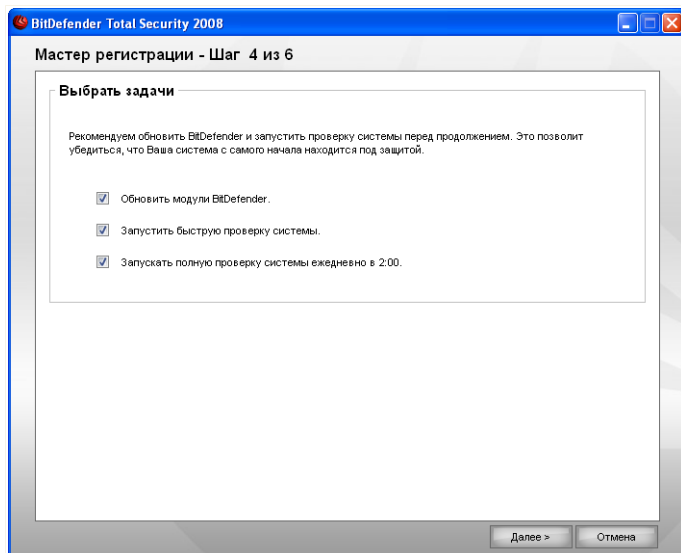 BitDefender Total Security 2008
Мастер регистрации - Шаг 4 из 6
Выбрать задачи
Рекомендуем обновить BitDefender и запустить проверку системы перед продолжением. Это позволит
убедиться, что Ваша система с самого начала находится под защитой.
Обновить модули BitDefender.
Запустить быструю проверку системы.
Запускать полную проверку системы ежедневно в 2:00.
Далее >
Отмена